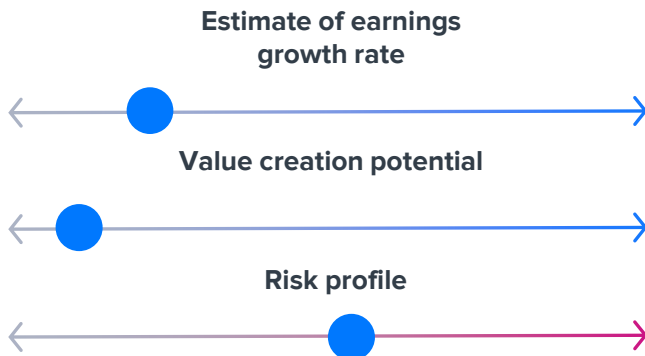 Estimate of earnings
growth rate
Value creation potential
Risk profile